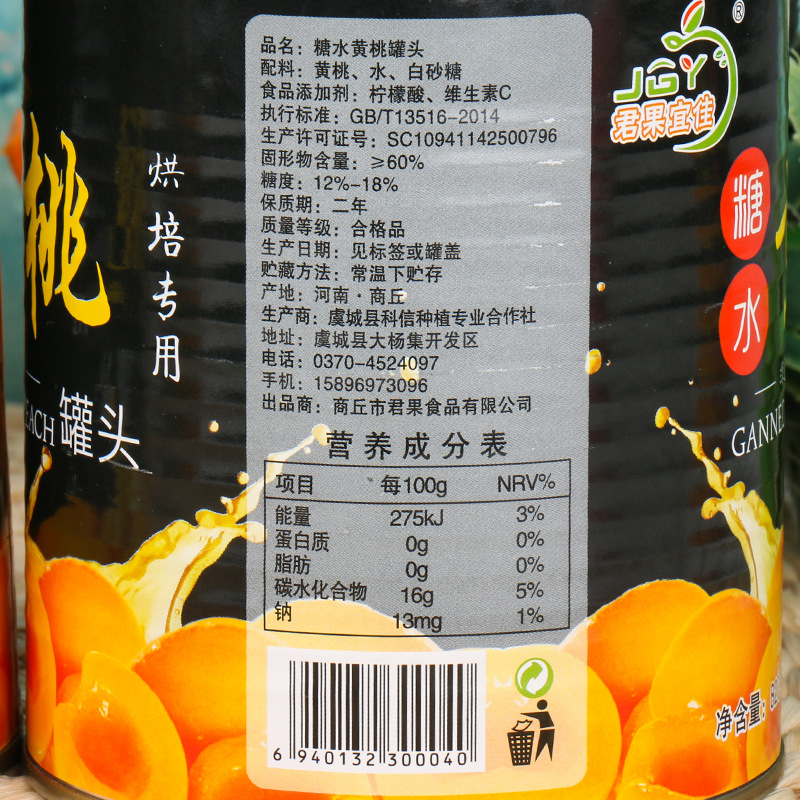 品名：糖水黄桃罐头
配料：黄桃、水、白砂糖
食品添加剂：柠檬酸、维生素C
执行标准：GB/T13516-2014
生产许可证号：SC10941142500796
固形物含量：≥60%
糖度：12%-18%
保质期：二年
质量等级：合格品
生产日期：见标签或罐盖
贮藏方法：常温下贮存
产地：河南·商丘
生产商：虞城县科信种植专业合作社
地址：虞城县大杨集开发区
电话：0370-4524097
手机：15896973096
出品商：商丘市君果食品有限公司
营养成分表
项目 每100g NRV%
能量 275kJ 3%
蛋白质 0g 0%
脂肪 0g 0%
碳水化合物 16g 5%
钠 13mg 1%
6 940132 300040
桃
烘培专用
罐头
JGY®
君果宜佳
糖
水
净含量：